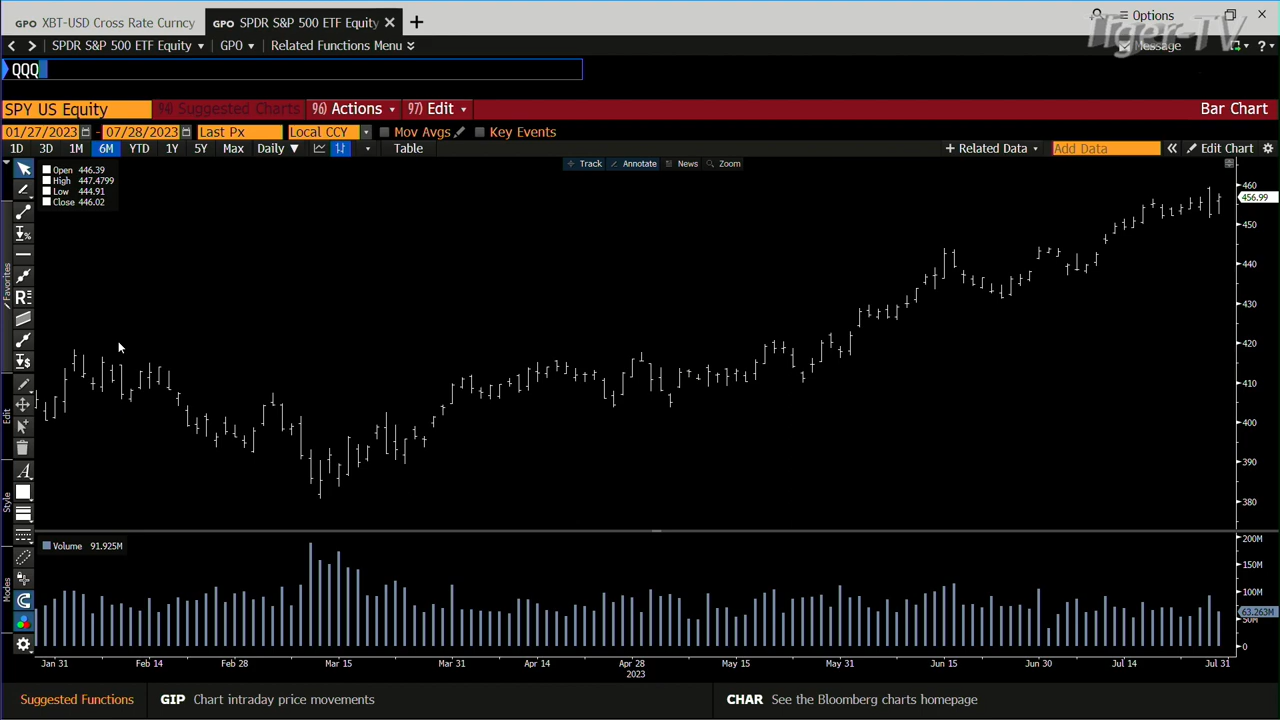 GPO XBT-USD Cross Rate Curncy GPO SPDR S&P 500 ETF Equity Options
SPDR S&P 500 ETF Equity GPO Related Functions Menu Message ?
Tiger-TV
QQQ
SPY US Equity 94) Suggested Charts 96) Actions 97) Edit Bar Chart
01/27/2023 - 07/28/2023 Last Px Local CCY Mov Avgs Key Events
1D 3D 1M 6M YTD 1Y 5Y Max Daily Table + Related Data Add Data Edit Chart
Track Annotate News Zoom
Open 446.39
High 447.4799
Low 444.91
Close 446.02
460
456.99
450
440
430
420
410
400
390
380
Favorites
Edit
Style
Modes
Volume 91.925M
200M
150M
100M
63.263M
50M
0
Jan 31 Feb 14 Feb 28 Mar 15 Mar 31 Apr 14 Apr 28 May 15 May 31 Jun 15 Jun 30 Jul 14 Jul 31
2023
Suggested Functions GIP Chart intraday price movements CHAR See the Bloomberg charts homepage